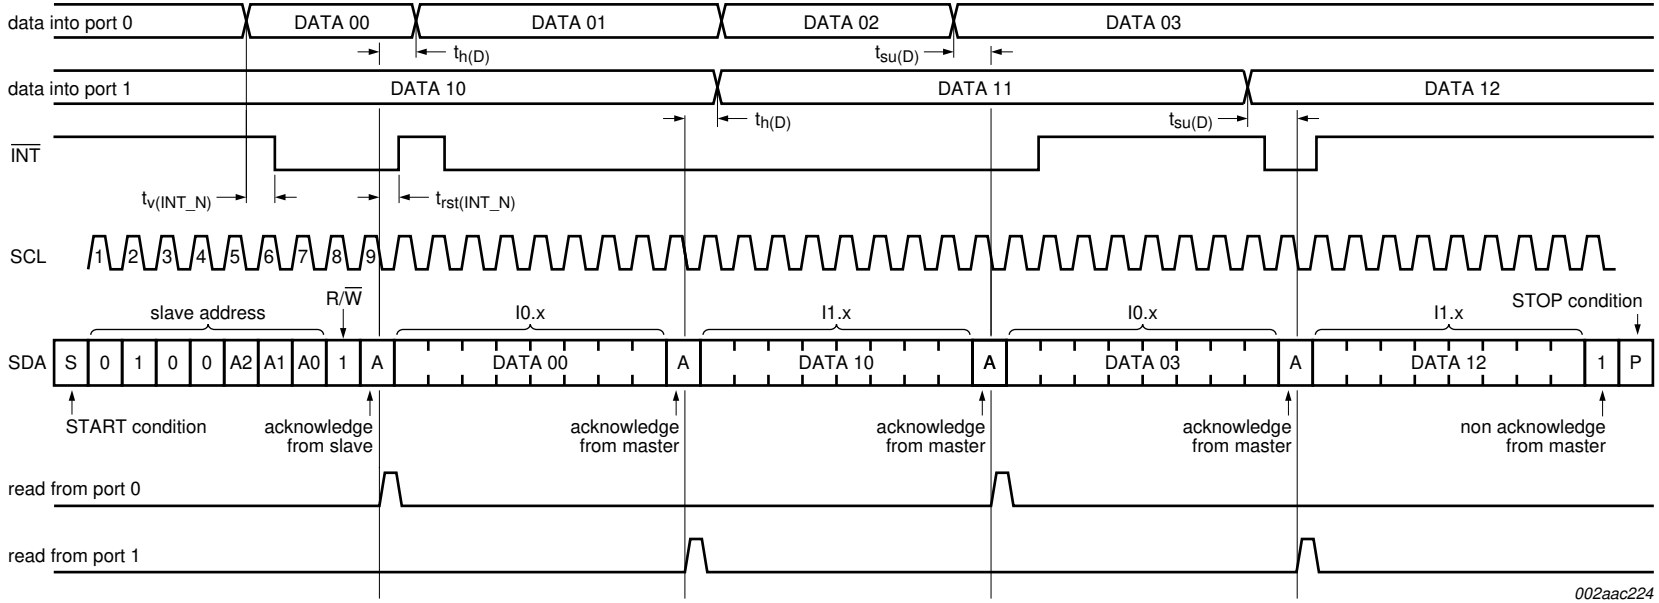 data into port 0 DATA 00 DATA 01 DATA 02 DATA 03
th(D) tsu(D)
data into port 1 DATA 10 DATA 11 DATA 12
th(D) tsu(D)
INT
tv(INT_N) trst(INT_N)
SCL 1 2 3 4 5 6 7 8 9
R/W STOP condition
slave address I0.x I1.x I0.x I1.x
SDA S 0 1 0 0 A2 A1 A0 1 A DATA 00 A DATA 10 A DATA 03 A DATA 12 1 P
START condition acknowledge acknowledge acknowledge acknowledge non acknowledge
from slave from master from master from master from master
read from port 0
read from port 1
002aac224